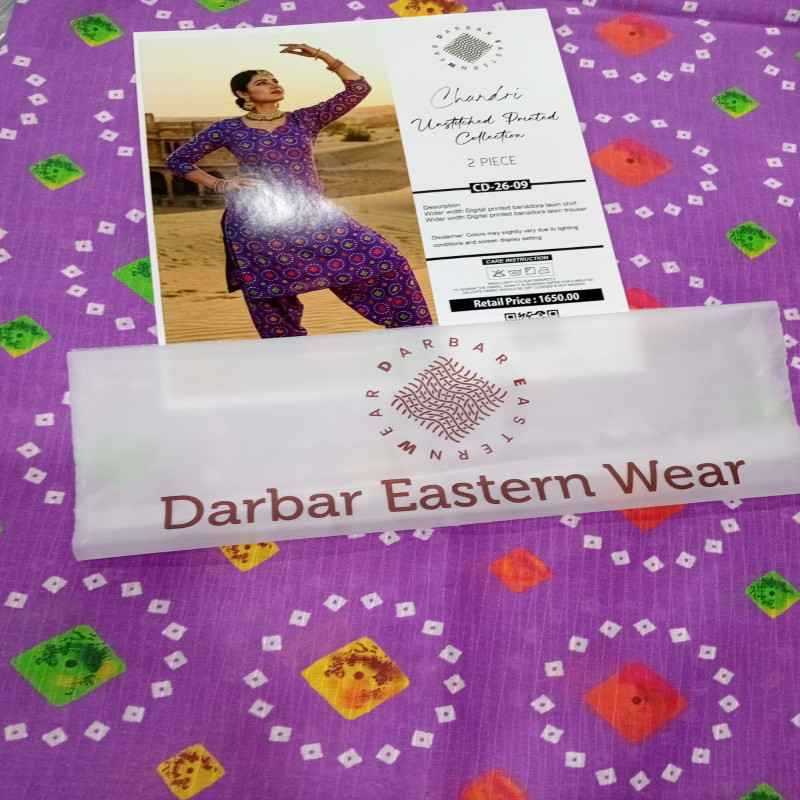 DARBAR EASTERN WEAR
Chundri
Unstitched Printed
Collection
2 PIECE
CD-26-09
Description
Wider width Digital printed banadora lawn shirt
Wider width Digital printed banadora lawn trouser
Disclaimer: Colors may slightly vary due to lighting
conditions and screen display setting
CARE INSTRUCTION
Retail Price : 1650.00
DARBAR EASTERN WEAR
Darbar Eastern Wear